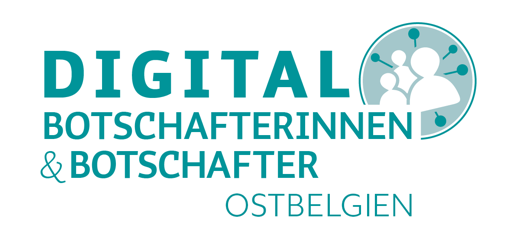 DIGITAL
BOTSCHAFTERINNEN
& BOTSCHAFTER
OSTBELGIEN